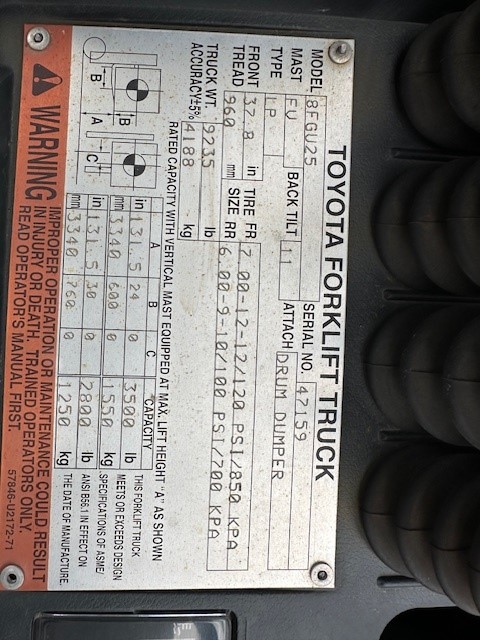 TOYOTA FORKLIFT TRUCK
MODEL 8FGU25 SERIAL NO. 47159
MAST FV BACK TILT 11 ATTACH DRUM DUMPER
TYPE LP
FRONT 37.8 in TIRE FR 7.00-12-12/120 PSI/850 KPA
TREAD 960 mm SIZE RR 6.00-9-10/100 PSI/700 KPA
TRUCK WT. 9235 lb
ACCURACY±5% 4188 kg
RATED CAPACITY WITH VERTICAL MAST EQUIPPED AT MAX. LIFT HEIGHT "A" AS SHOWN
A B C CAPACITY
in 131.5 24 0 3500 lb
mm 3340 600 0 1550 kg
in 131.5 30 0 2800 lb
mm 3340 760 0 1250 kg
B
A
C
B
THIS FORKLIFT TRUCK
MEETS OR EXCEEDS DESIGN
SPECIFICATIONS OF ASME/
ANSI B56.1 IN EFFECT ON
THE DATE OF MANUFACTURE.
WARNING
IMPROPER OPERATION OR MAINTENANCE COULD RESULT
IN INJURY OR DEATH. TRAINED OPERATORS ONLY.
READ OPERATOR'S MANUAL FIRST.
57846-U2172-71